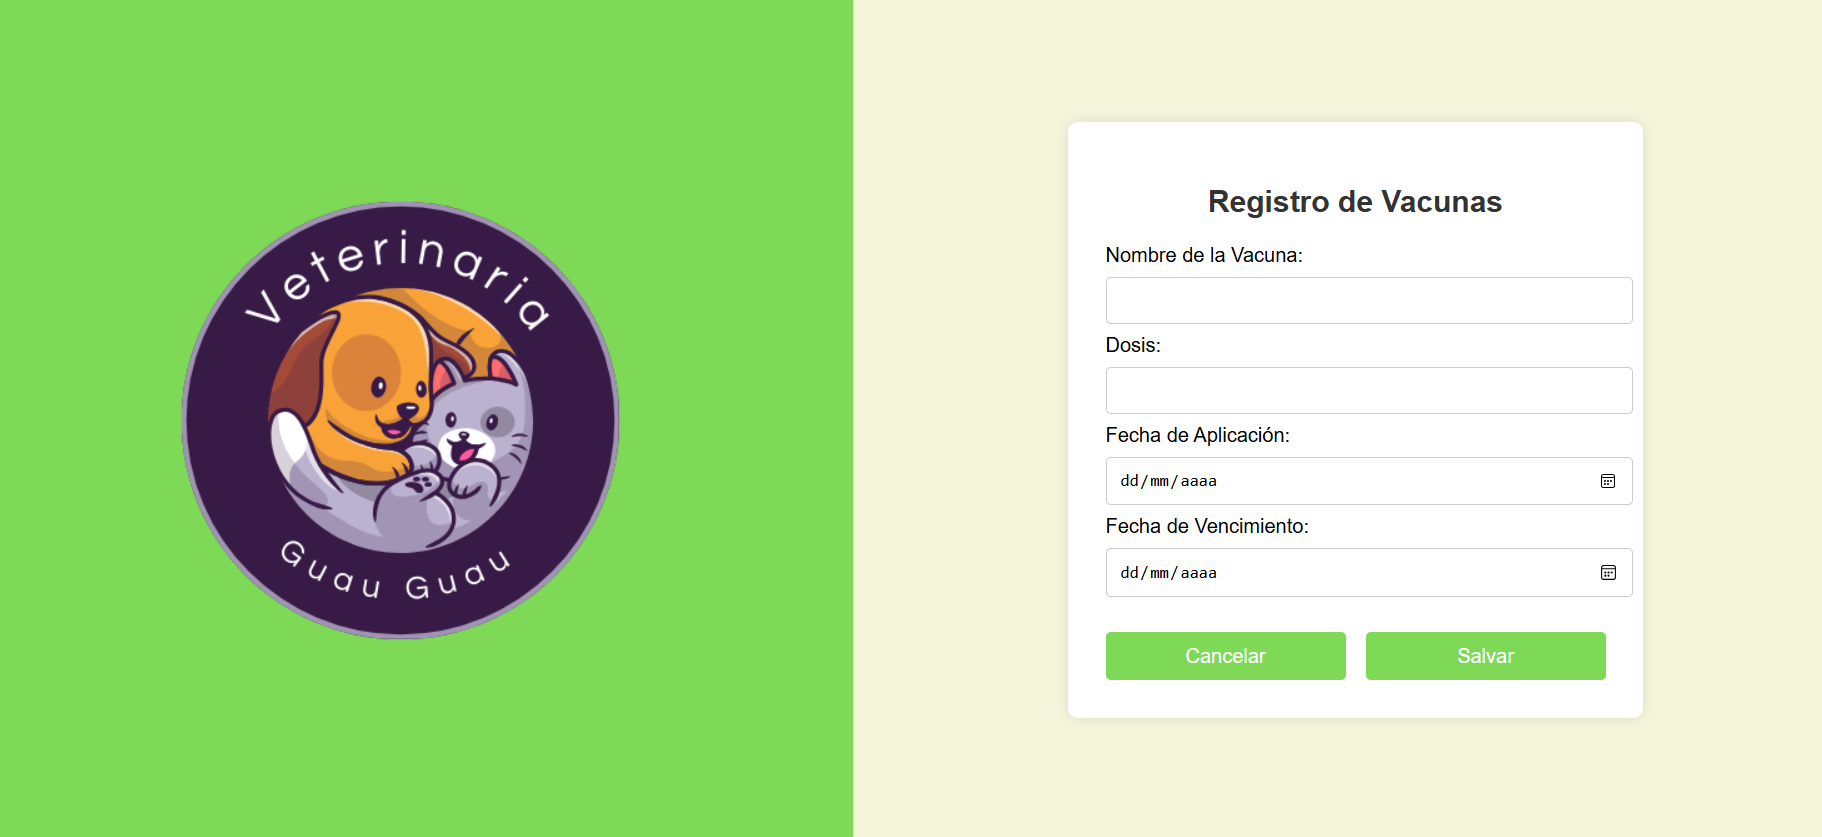 Veterinaria
Guau Guau
Registro de Vacunas
Nombre de la Vacuna:
Dosis:
Fecha de Aplicación:
dd/mm/aaaa
Fecha de Vencimiento:
dd/mm/aaaa
Cancelar
Salvar